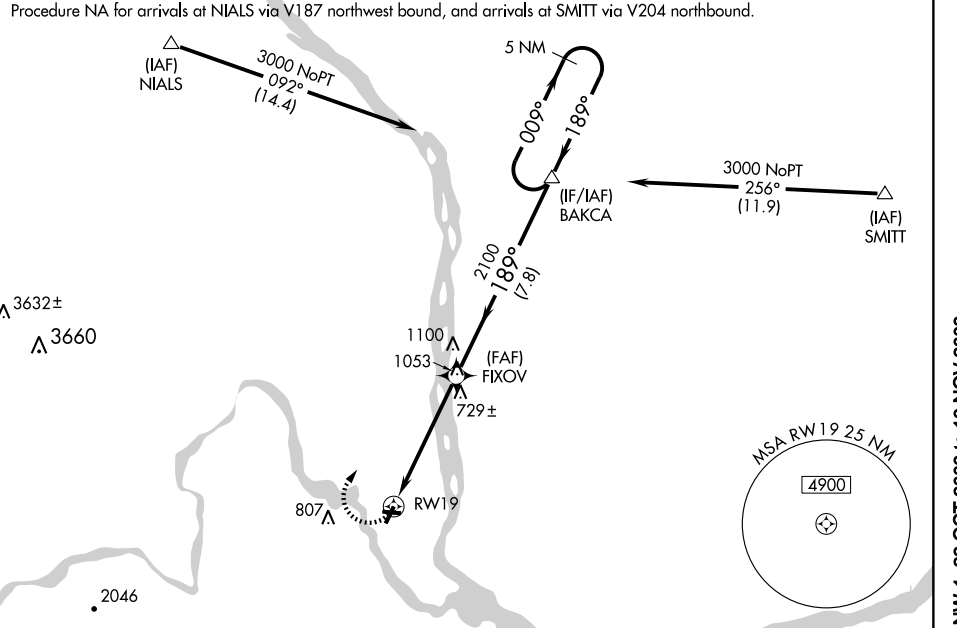 Procedure NA for arrivals at NIALS via V187 northwest bound, and arrivals at SMITT via V204 northbound.
(IAF)
NIALS
3000 NoPT
092°
(14.4)
5 NM
009°
189°
(IF/IAF)
BAKCA
3000 NoPT
256°
(11.9)
(IAF)
SMITT
2100
189°
(7.8)
3632±
3660
1100
1053
(FAF)
FIXOV
729±
807
RW19
MSA RW19 25 NM
4900
2046